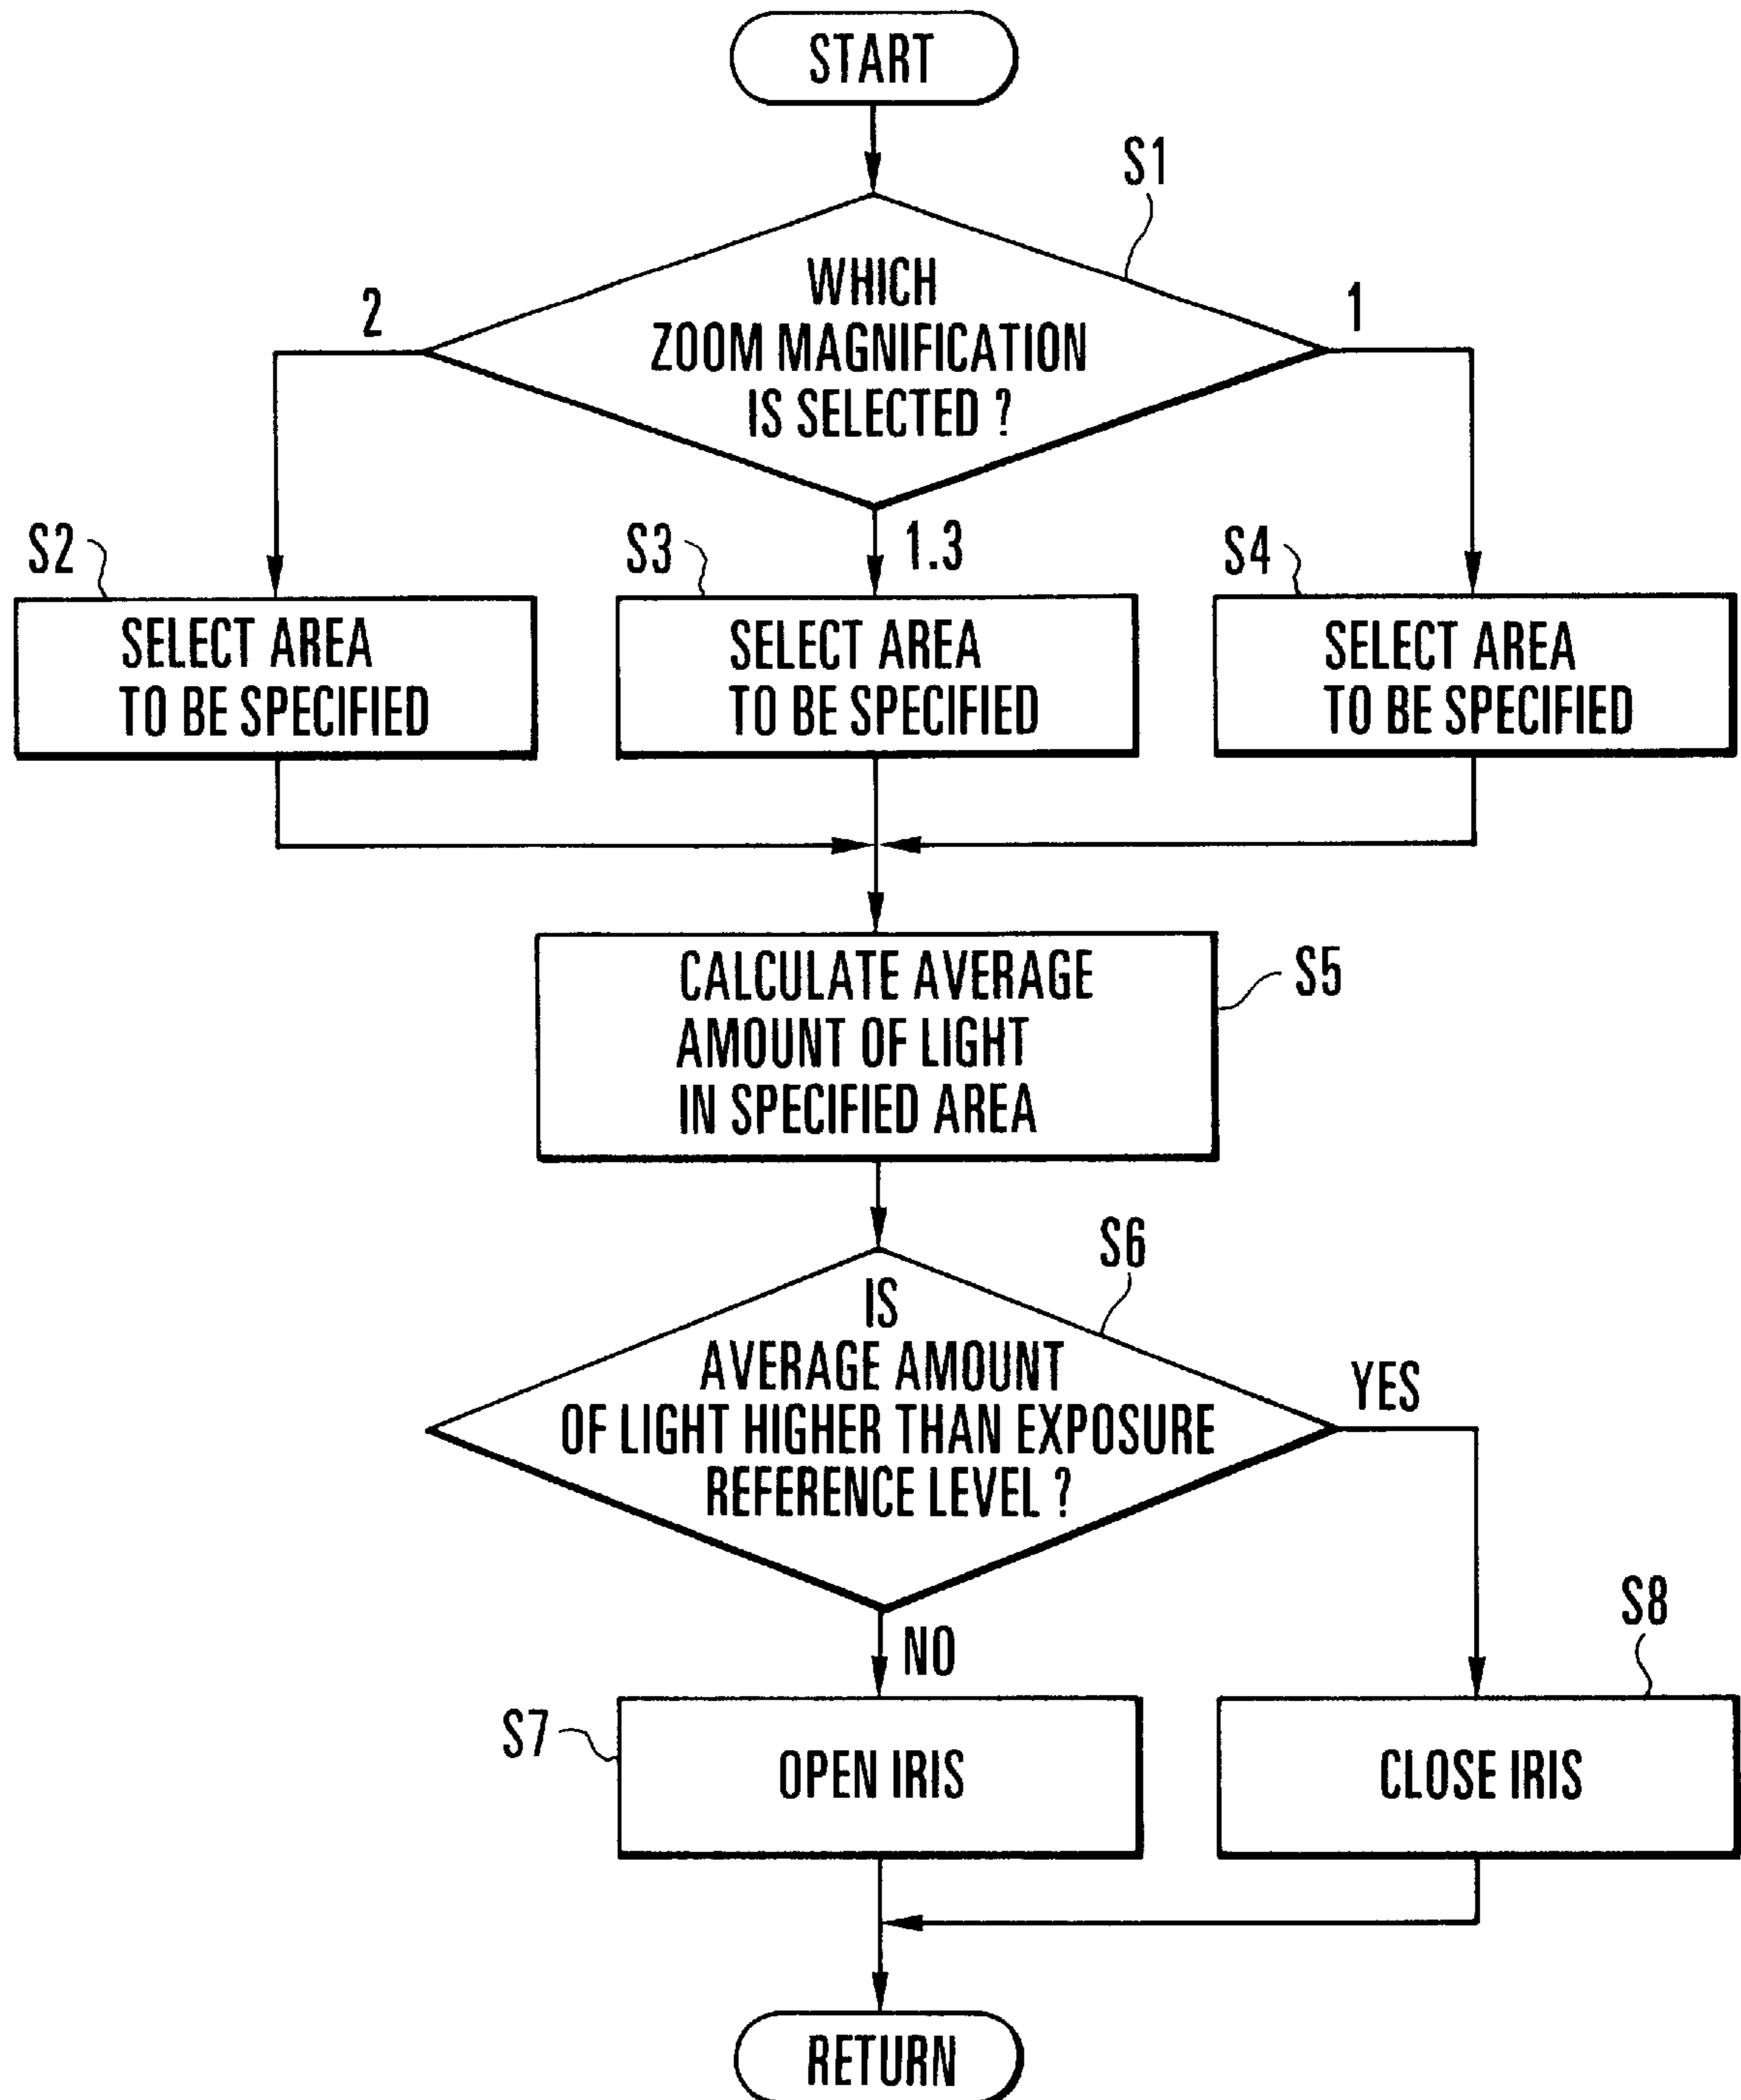 START
S1
WHICH
ZOOM MAGNIFICATION
IS SELECTED ?
2
1
1.3
S2
SELECT AREA
TO BE SPECIFIED
S3
SELECT AREA
TO BE SPECIFIED
S4
SELECT AREA
TO BE SPECIFIED
CALCULATE AVERAGE
AMOUNT OF LIGHT
IN SPECIFIED AREA
S5
S6
IS
AVERAGE AMOUNT
OF LIGHT HIGHER THAN EXPOSURE
REFERENCE LEVEL ?
YES
NO
S7
OPEN IRIS
S8
CLOSE IRIS
RETURN